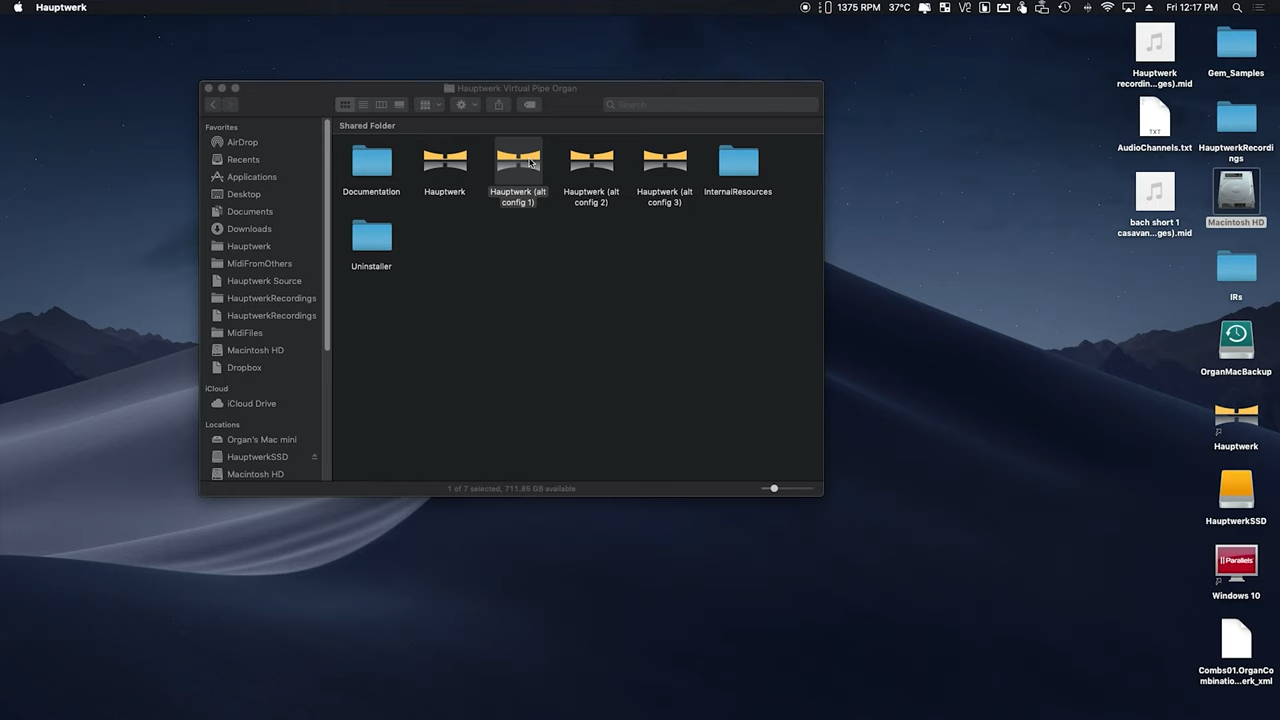 Hauptwerk
1375 RPM 37°C
Fri 12:17 PM
Hauptwerk Virtual Pipe Organ
Search
Favorites
AirDrop
Recents
Applications
Desktop
Documents
Downloads
Hauptwerk
MidiFromOthers
Hauptwerk Source
HauptwerkRecordings
HauptwerkRecordings
MidiFiles
Macintosh HD
Dropbox
iCloud
iCloud Drive
Locations
Organ's Mac mini
HauptwerkSSD
Macintosh HD
Shared Folder
Documentation
Hauptwerk
Hauptwerk (alt
config 1)
Hauptwerk (alt
config 2)
Hauptwerk (alt
config 3)
InternalResources
Uninstaller
1 of 7 selected, 711.85 GB available
Hauptwerk
recordin...ges).mid
TXT
AudioChannels.txt
bach short 1
casavan...ges).mid
Gem_Samples
HauptwerkRecordi
ngs
Macintosh HD
IRs
OrganMacBackup
Hauptwerk
HauptwerkSSD
Parallels
Windows 10
Combs01.OrganCo
mbinatio...erk_xml